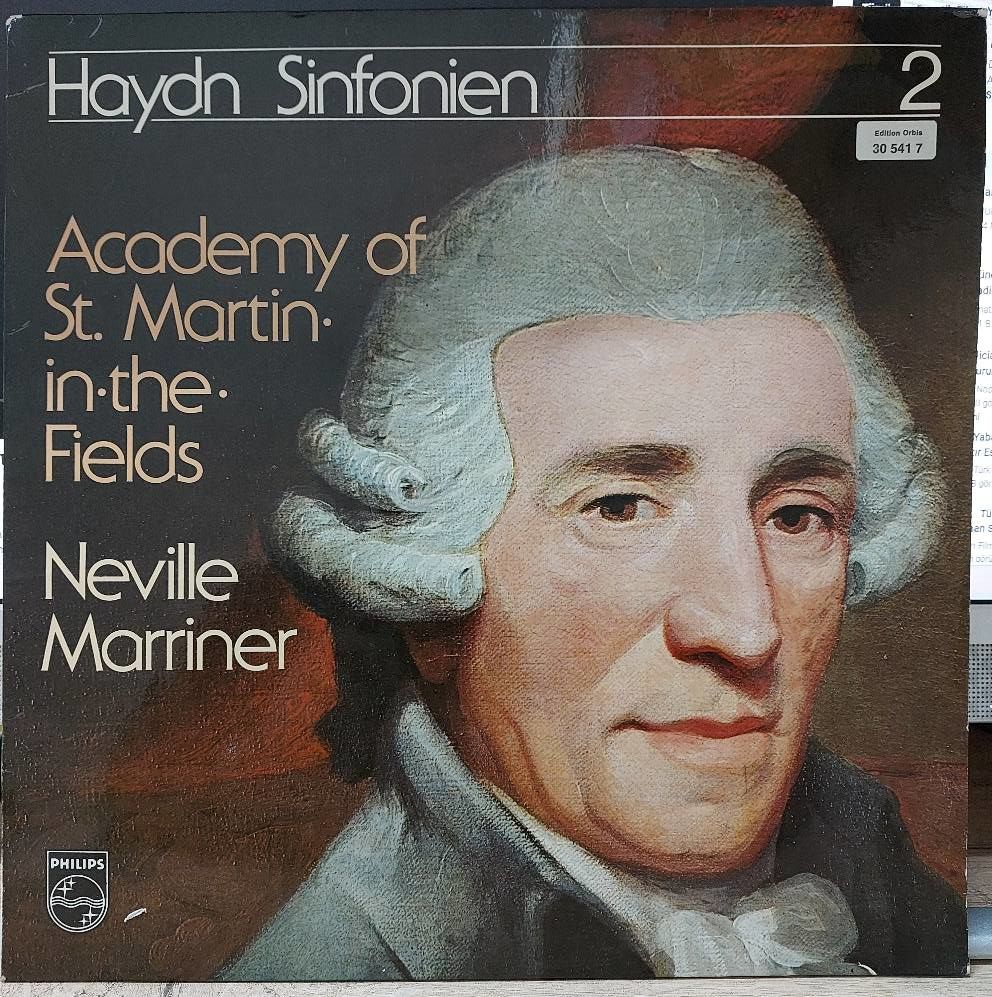 Haydn Sinfonien 2
Edition Orbis
30 541 7
Academy of
St. Martin·
in·the·
Fields
Neville
Marriner
PHILIPS